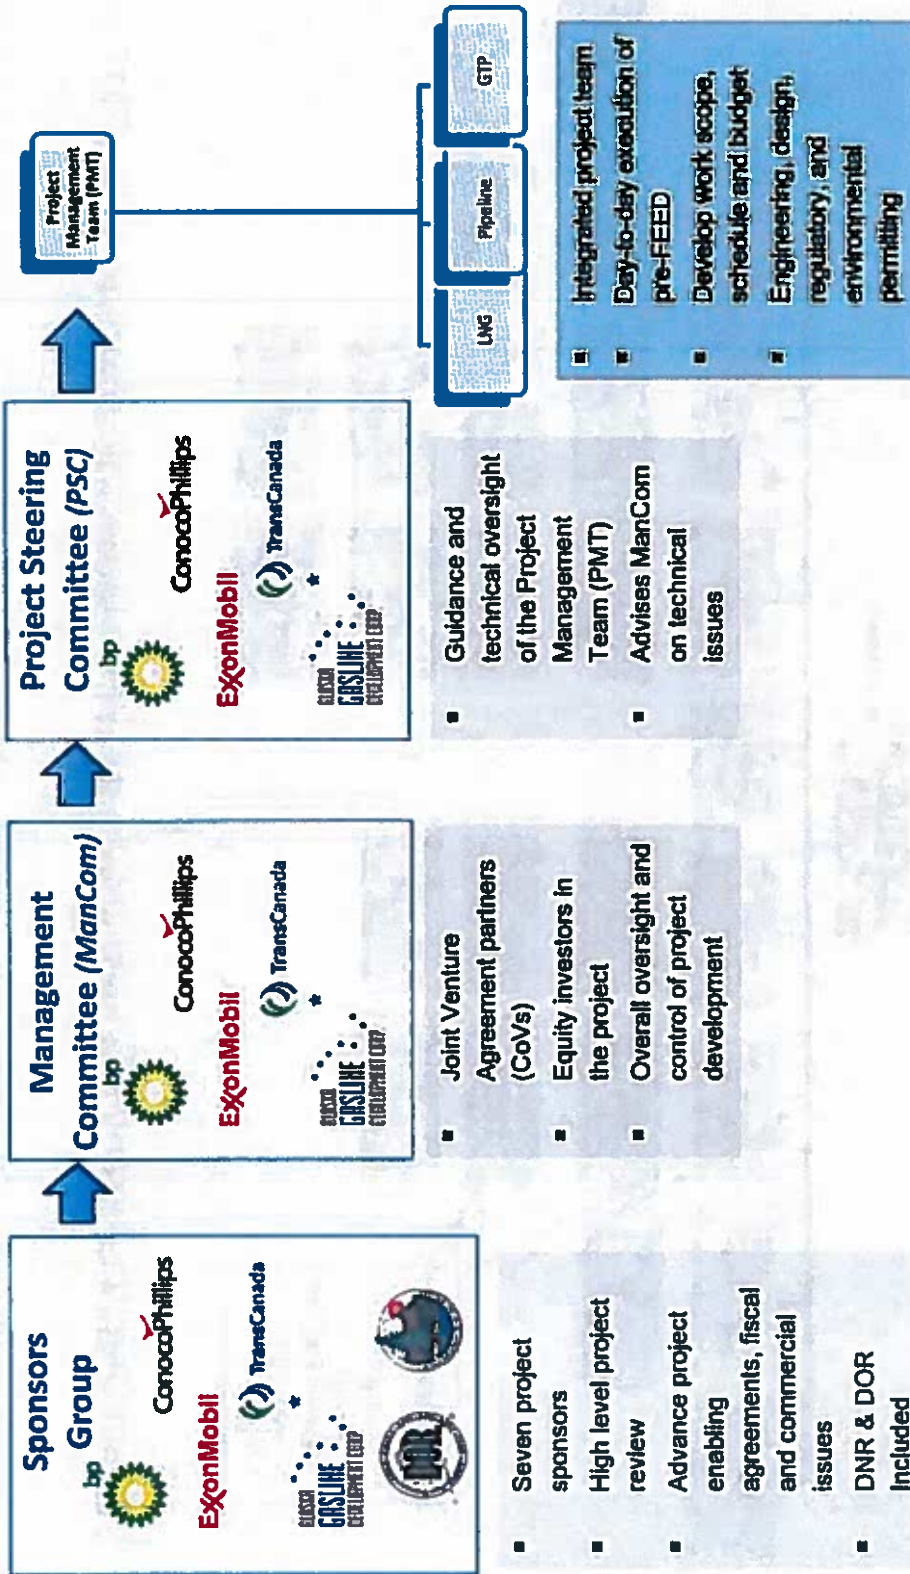 Sponsors
Group
bp
ConocoPhillips
ExxonMobil
TransCanada
ALASKA
GASLINE
DEVELOPMENT CORP
DNR
Seven project
sponsors
High level project
review
Advance project
enabling
agreements, fiscal
and commercial
issues
DNR & DOR
Included
Management
Committee (ManCom)
bp
ConocoPhillips
ExxonMobil
TransCanada
ALASKA
GASLINE
DEVELOPMENT CORP
Joint Venture
Agreement partners
(CoVs)
Equity investors in
the project
Overall oversight and
control of project
development
Project Steering
Committee (PSC)
bp
ConocoPhillips
ExxonMobil
TransCanada
ALASKA
GASLINE
DEVELOPMENT CORP
Guidance and
technical oversight
of the Project
Management
Team (PMT)
Advises ManCom
on technical
issues
Project
Management
Team (PMT)
LNG
Pipeline
GTP
Integrated project team
Day-to-day execution of
pre-FEED
Develop work scope,
schedule and budget
Engineering, design,
regulatory, and
environmental
permitting